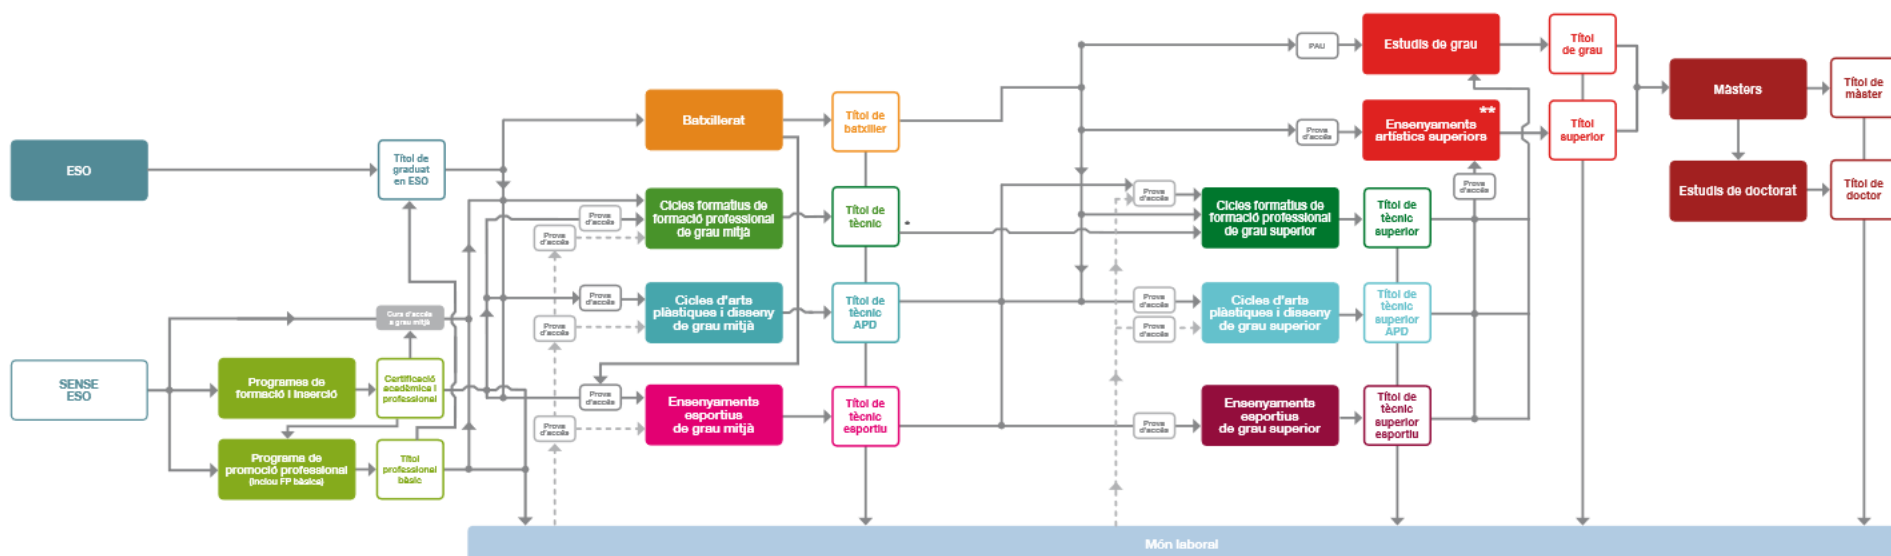 ESO
SENSE
ESO
Programes de
formació i inserció
Programa de
promoció professional
(inclou FP bàsica)
Títol de
graduat
en ESO
Curs d'accés
a grau mitjà
Certificació
acadèmica i
professional
Títol
professional
bàsic
Prova
d'accés
Prova
d'accés
Prova
d'accés
Prova
d'accés
Prova
d'accés
Prova
d'accés
Batxillerat
Cicles formatius de
formació professional
de grau mitjà
Cicles d'arts
plàstiques i disseny
de grau mitjà
Ensenyaments
esportius
de grau mitjà
Títol de
batxiller
Títol de
tècnic
*
Títol de
tècnic
APD
Títol de
tècnic
esportiu
Prova
d'accés
Prova
d'accés
Prova
d'accés
Prova
d'accés
Cicles formatius de
formació professional
de grau superior
Cicles d'arts
plàstiques i disseny
de grau superior
Ensenyaments
esportius
de grau superior
PAU
Prova
d'accés
Estudis de grau
**
Ensenyaments
artístics superiors
Prova
d'accés
Títol de
tècnic
superior
Títol de
tècnic
superior
APD
Títol de
tècnic
superior
esportiu
Títol
de grau
Títol
superior
Màsters
Estudis de doctorat
Títol de
màster
Títol de
doctor
Món laboral